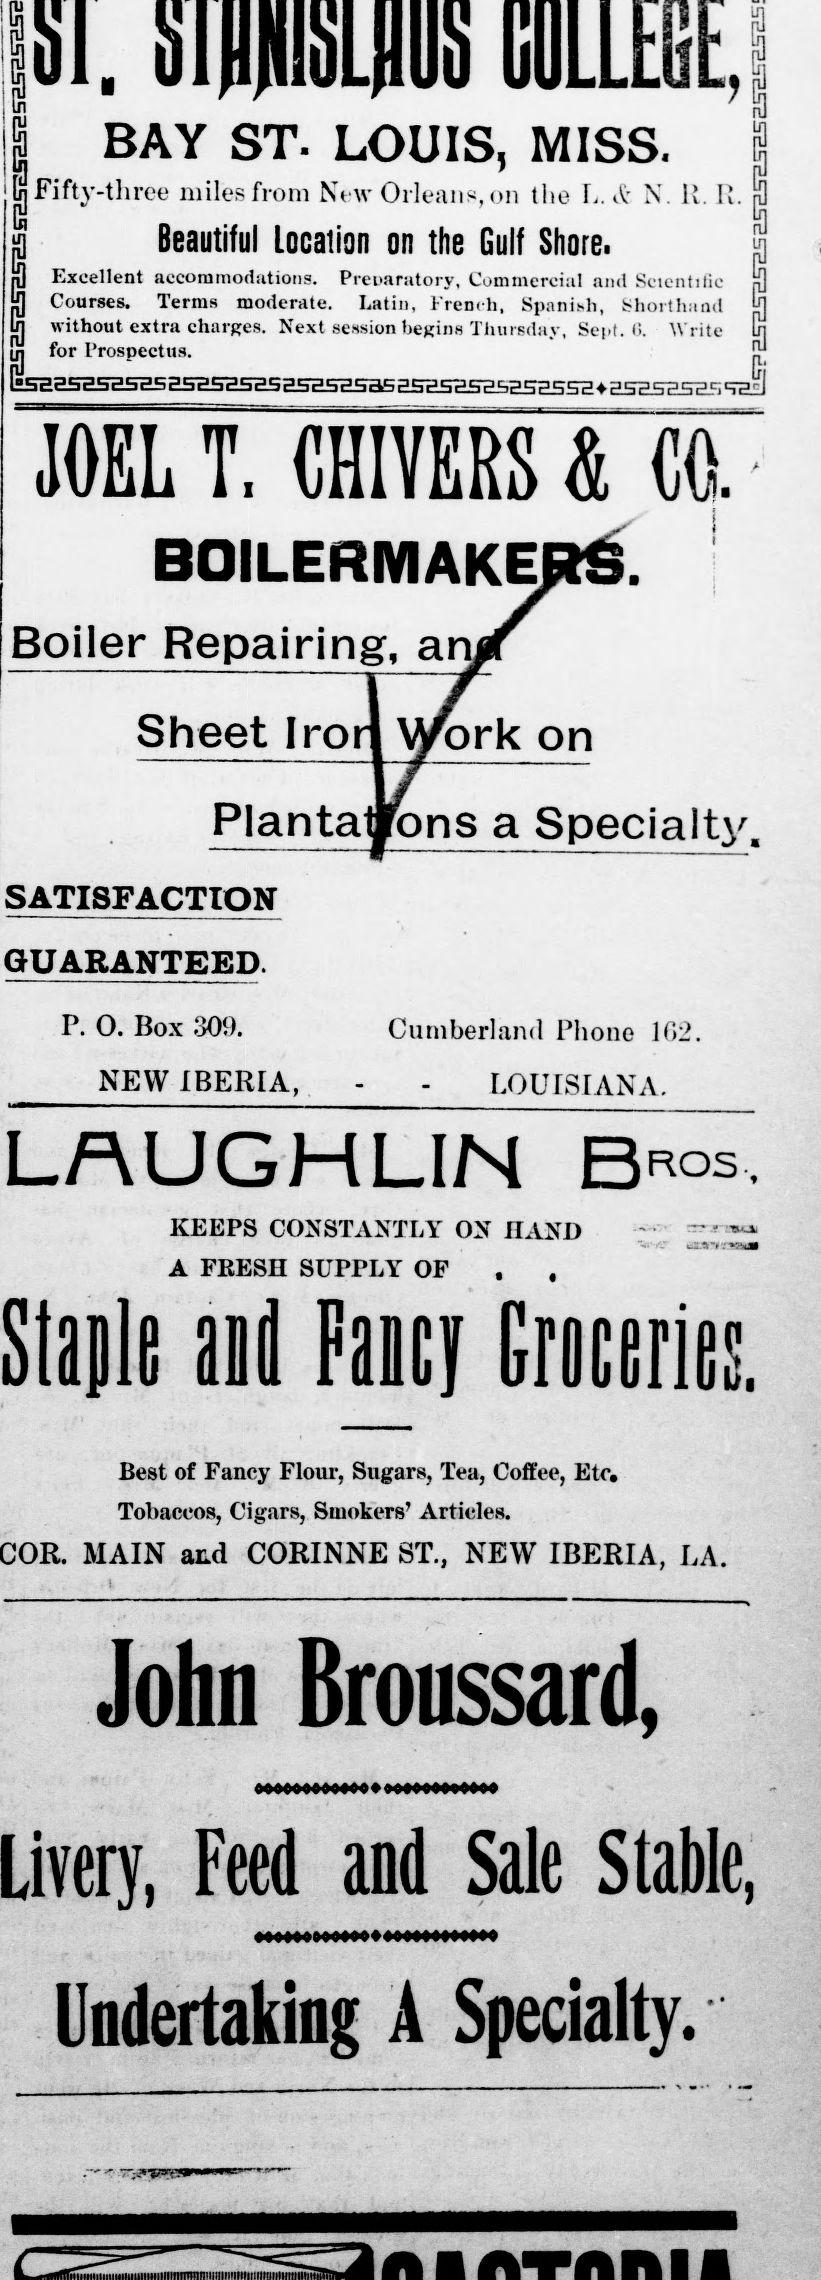 ST. STANISLAUS COLLEGE,
BAY ST. LOUIS, MISS.
Fifty-three miles from New Orleans, on the L. & N. R. R.
Beautiful Location on the Gulf Shore.
Excellent accommodations. Preparatory, Commercial and Scientific
Courses. Terms moderate. Latin, French, Spanish, Shorthand
without extra charges. Next session begins Thursday, Sept. 6. Write
for Prospectus.
JOEL T. CHIVERS & CO.
BOILERMAKERS.
Boiler Repairing, and
Sheet Iron Work on
Plantations a Specialty.
SATISFACTION
GUARANTEED.
P. O. Box 309. Cumberland Phone 162.
NEW IBERIA, - - LOUISIANA.
LAUGHLIN BROS.,
KEEPS CONSTANTLY ON HAND
A FRESH SUPPLY OF . .
Staple and Fancy Groceries.
Best of Fancy Flour, Sugars, Tea, Coffee, Etc.
Tobaccos, Cigars, Smokers' Articles.
COR. MAIN and CORINNE ST., NEW IBERIA, LA.
John Broussard,
Livery, Feed and Sale Stable,
Undertaking A Specialty.
CASTORIA